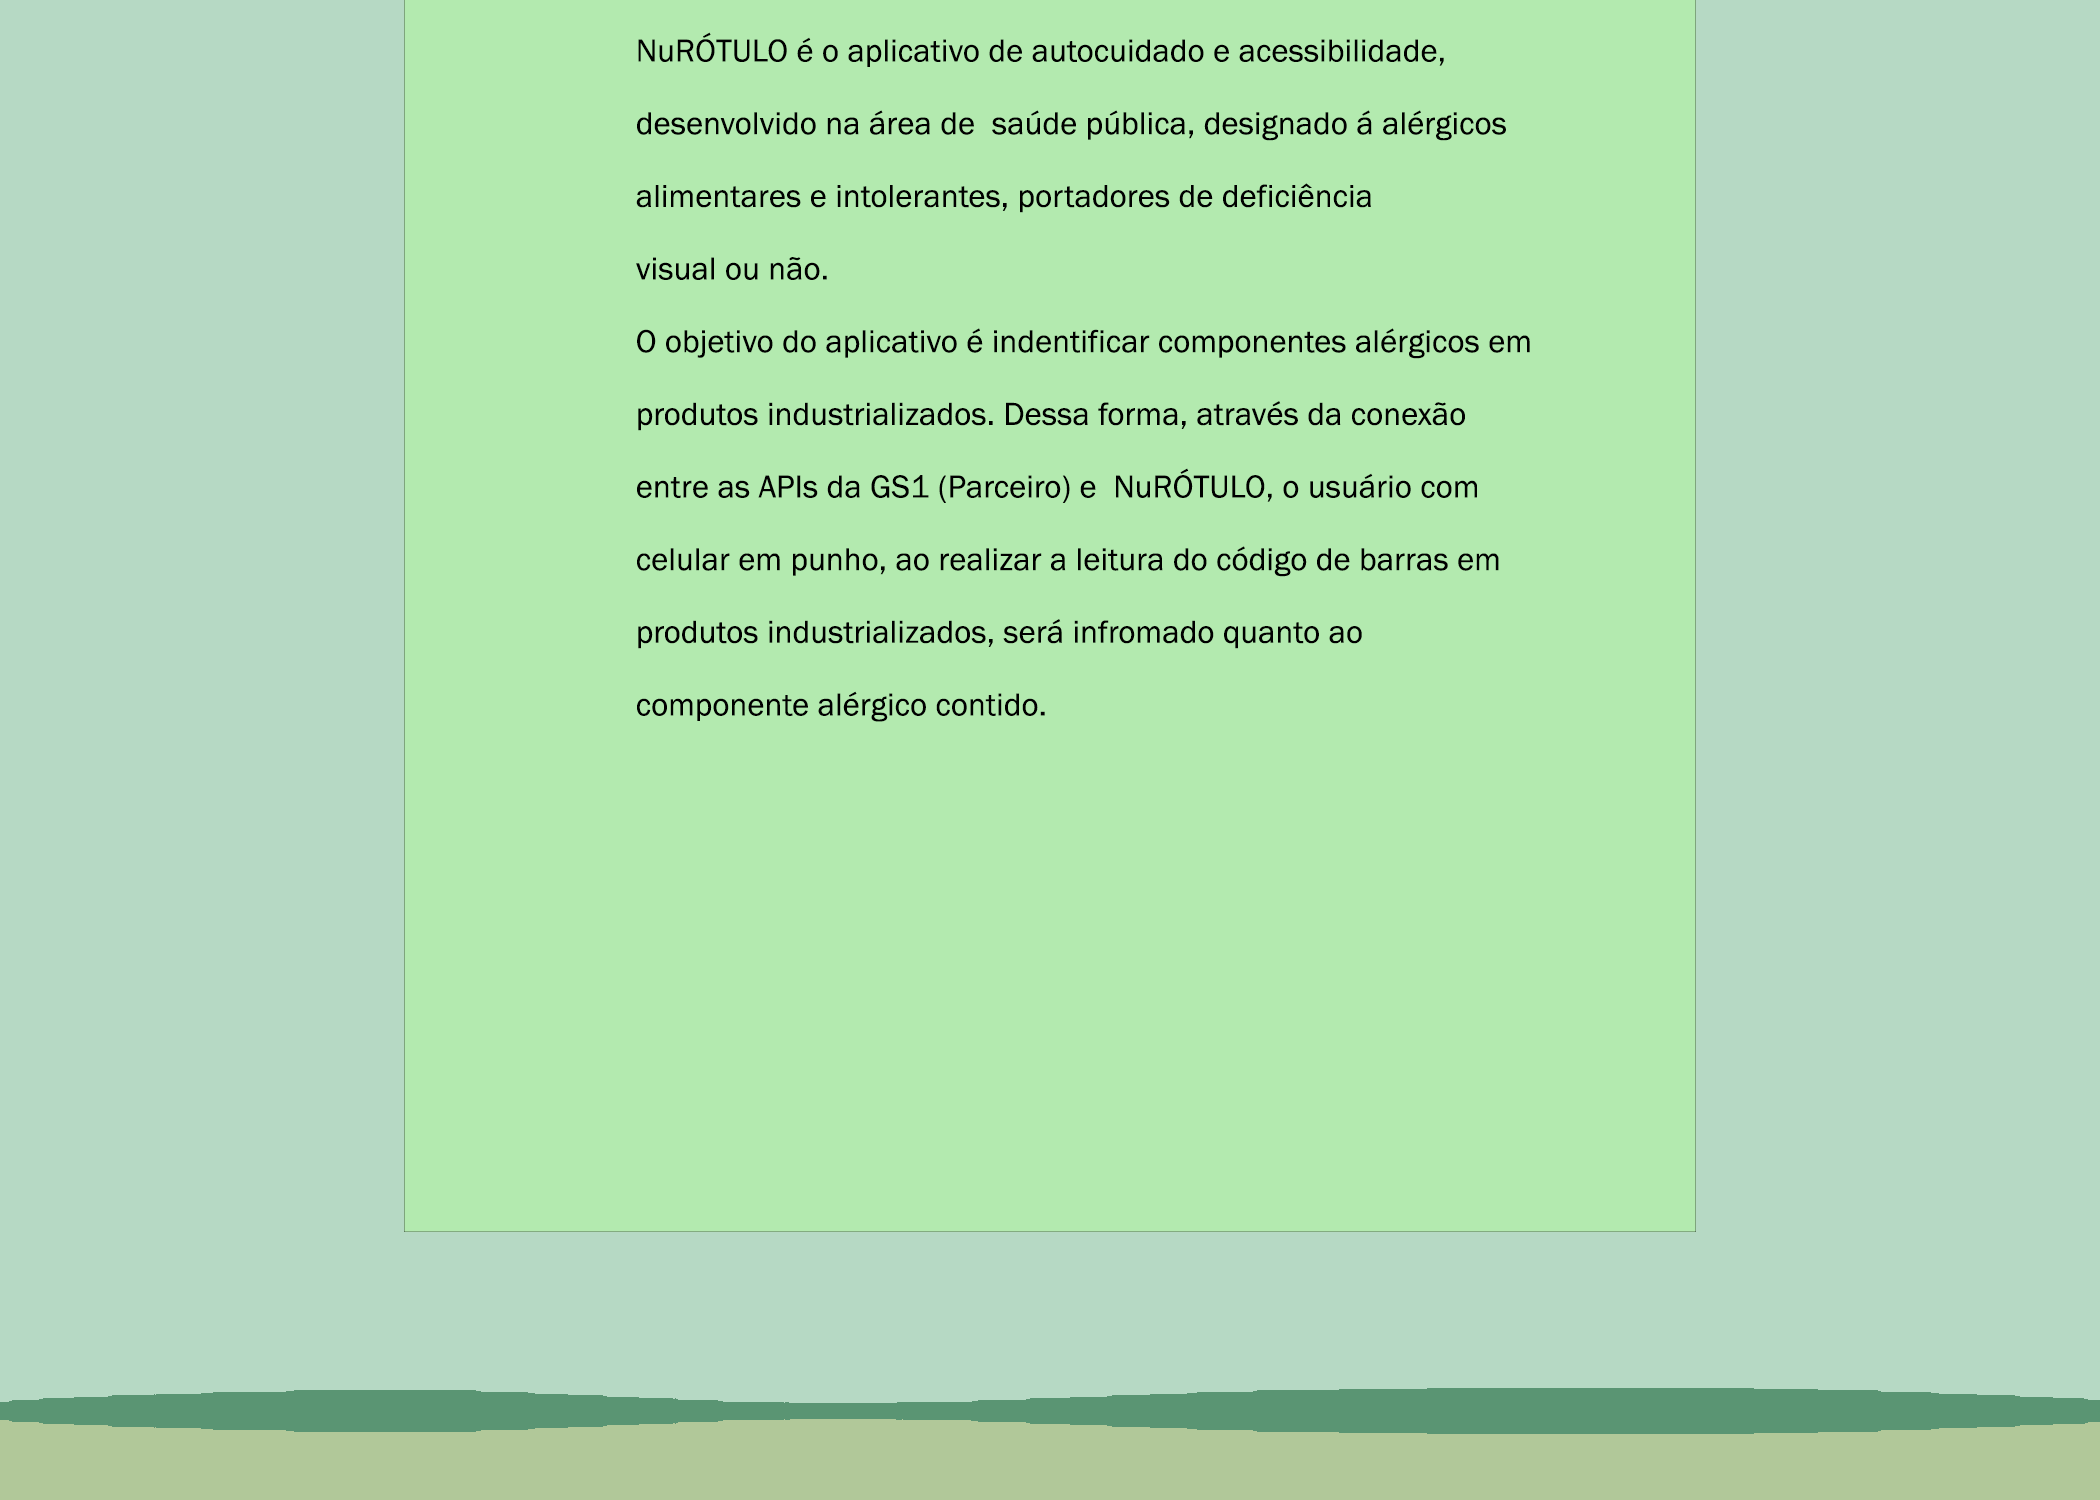 NuRÓTULO é o aplicativo de autocuidado e acessibilidade,
desenvolvido na área de  saúde pública, designado á alérgicos
alimentares e intolerantes, portadores de deficiência
visual ou não.
O objetivo do aplicativo é indentificar componentes alérgicos em
produtos industrializados. Dessa forma, através da conexão
entre as APIs da GS1 (Parceiro) e  NuRÓTULO, o usuário com
celular em punho, ao realizar a leitura do código de barras em
produtos industrializados, será infromado quanto ao
componente alérgico contido.